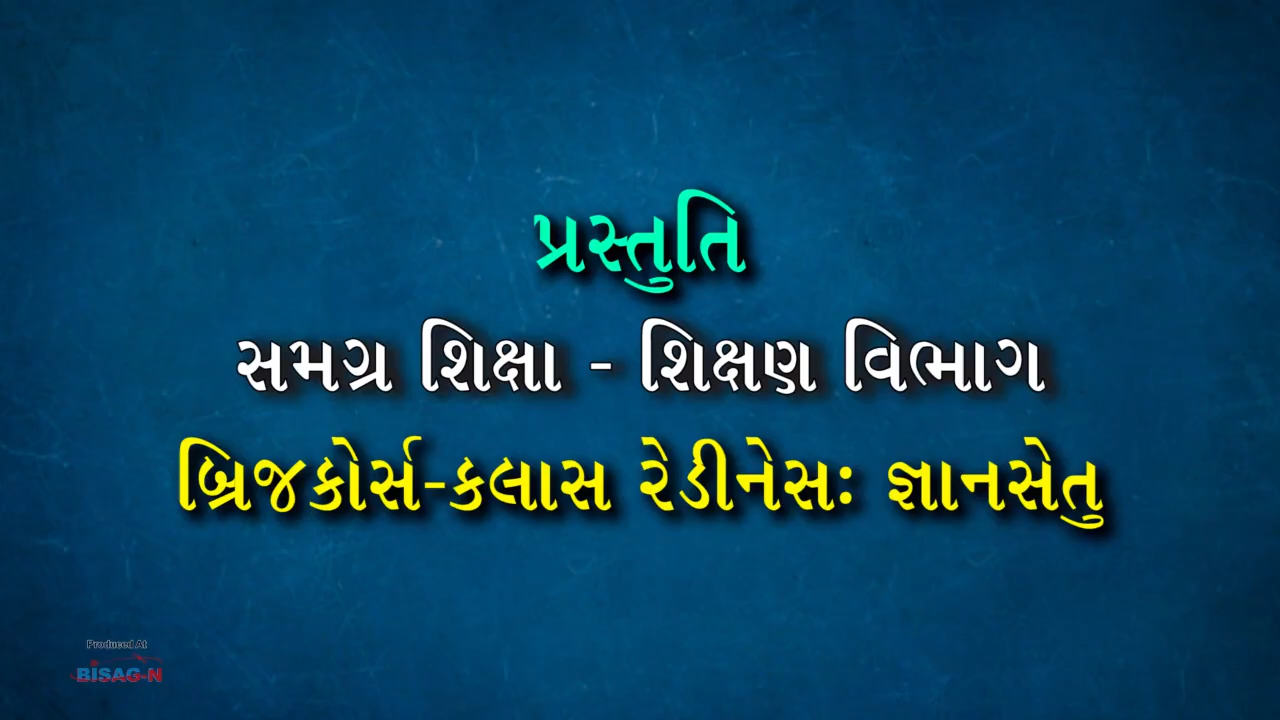 પ્રસ્તુતિ
સમગ્ર શિક્ષા - શિક્ષણ વિભાગ
બ્રિજકોર્સ-કલાસ રેડીનેસઃ જ્ઞાનસેતુ
Produced At
BISAG-N